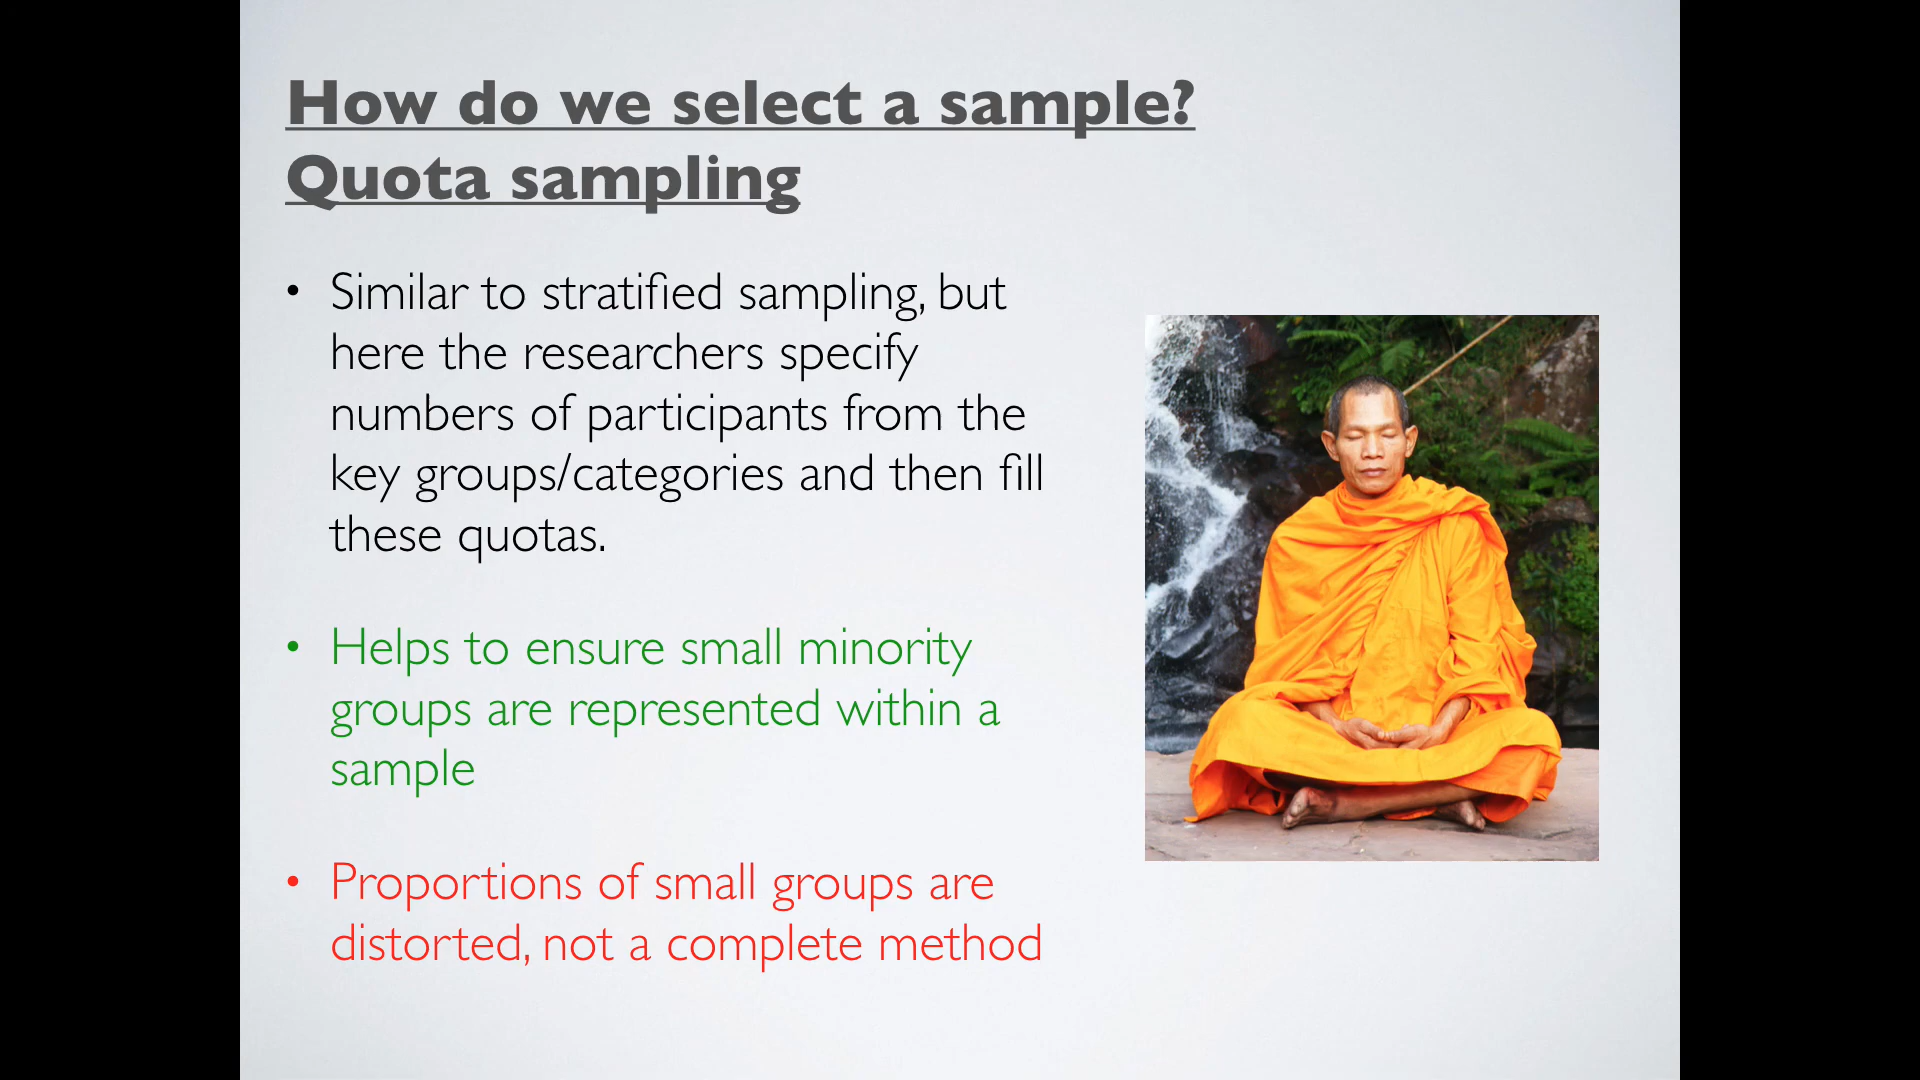 How do we select a sample?
Quota sampling
• Similar to stratified sampling, but
here the researchers specify
numbers of participants from the
key groups/categories and then fill
these quotas.
• Helps to ensure small minority
groups are represented within a
sample
• Proportions of small groups are
distorted, not a complete method